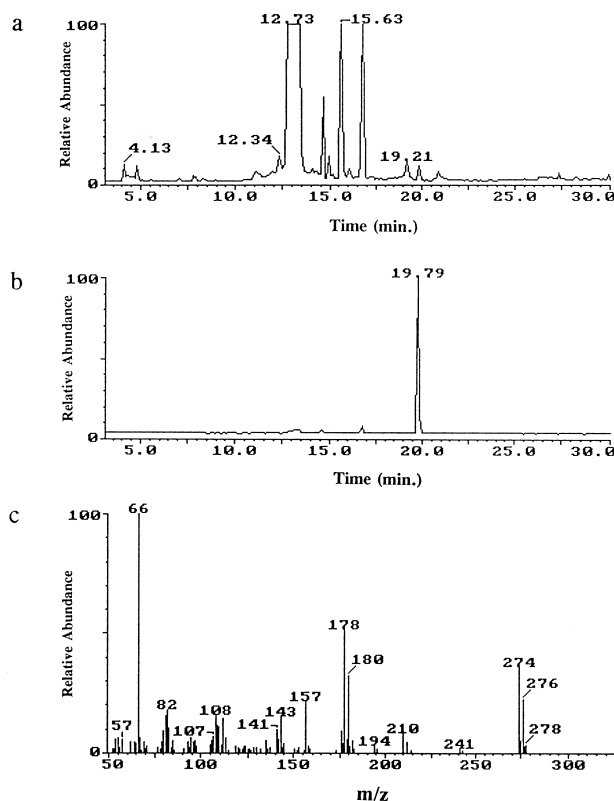 a
100
Relative Abundance
0
12.73
15.63
4.13
12.34
19.21
5.0 10.0 15.0 20.0 25.0 30.0
Time (min.)
b
100
Relative Abundance
0
19.79
5.0 10.0 15.0 20.0 25.0 30.0
Time (min.)
c
100
Relative Abundance
0
66
178
180
274
276
157
82
108
143
57
107
141
194
210
241
278
50 100 150 200 250 300
m/z